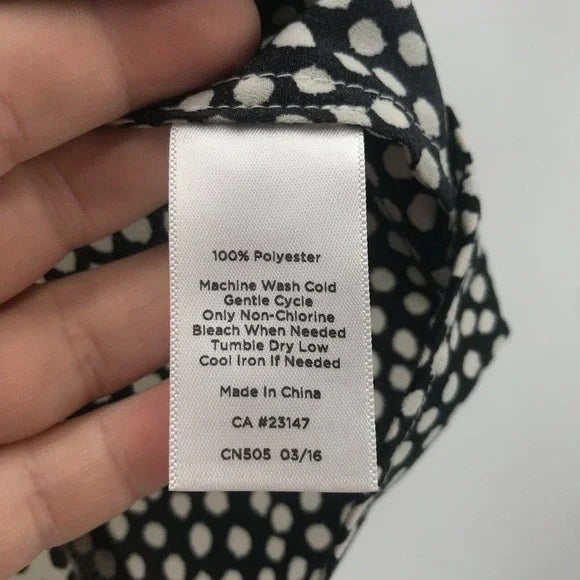 100% Polyester
Machine Wash Cold
Gentle Cycle
Only Non-Chlorine
Bleach When Needed
Tumble Dry Low
Cool Iron If Needed
Made In China
CA #23147
CN505 03/16